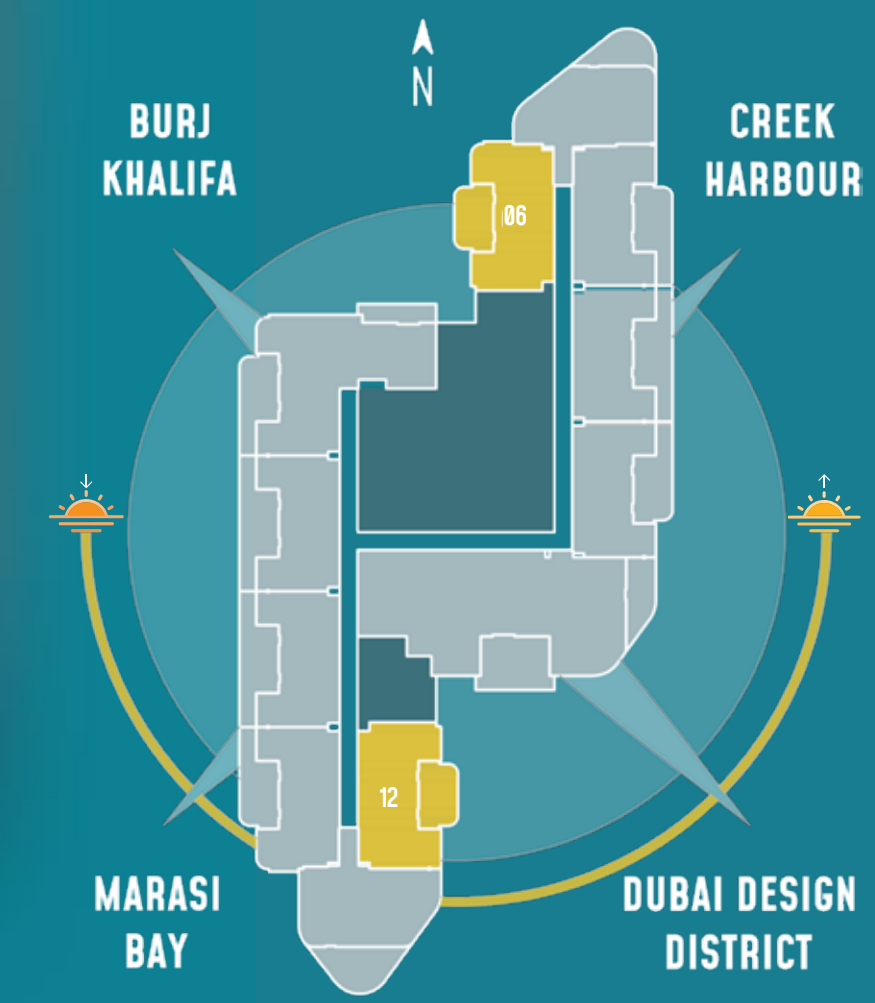 N
BURJ
KHALIFA
CREEK
HARBOUR
06
12
MARASI
BAY
DUBAI DESIGN
DISTRICT